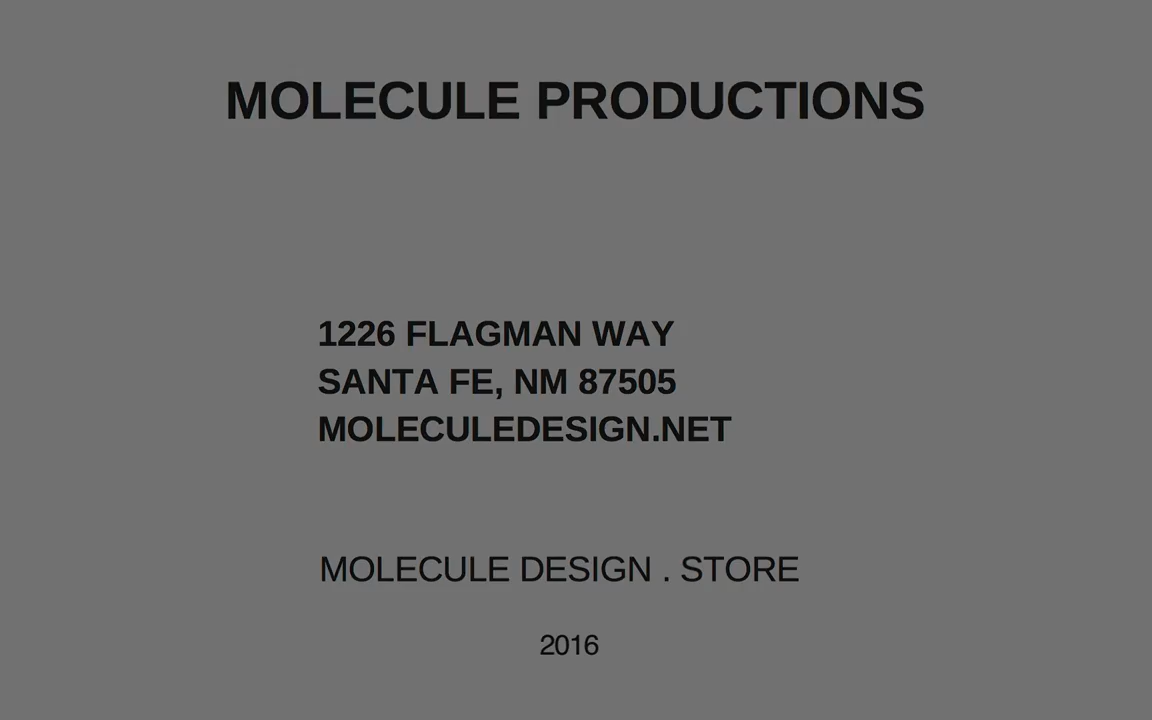 MOLECULE PRODUCTIONS
1226 FLAGMAN WAY
SANTA FE, NM 87505
MOLECULEDESIGN.NET
MOLECULE DESIGN . STORE
2016